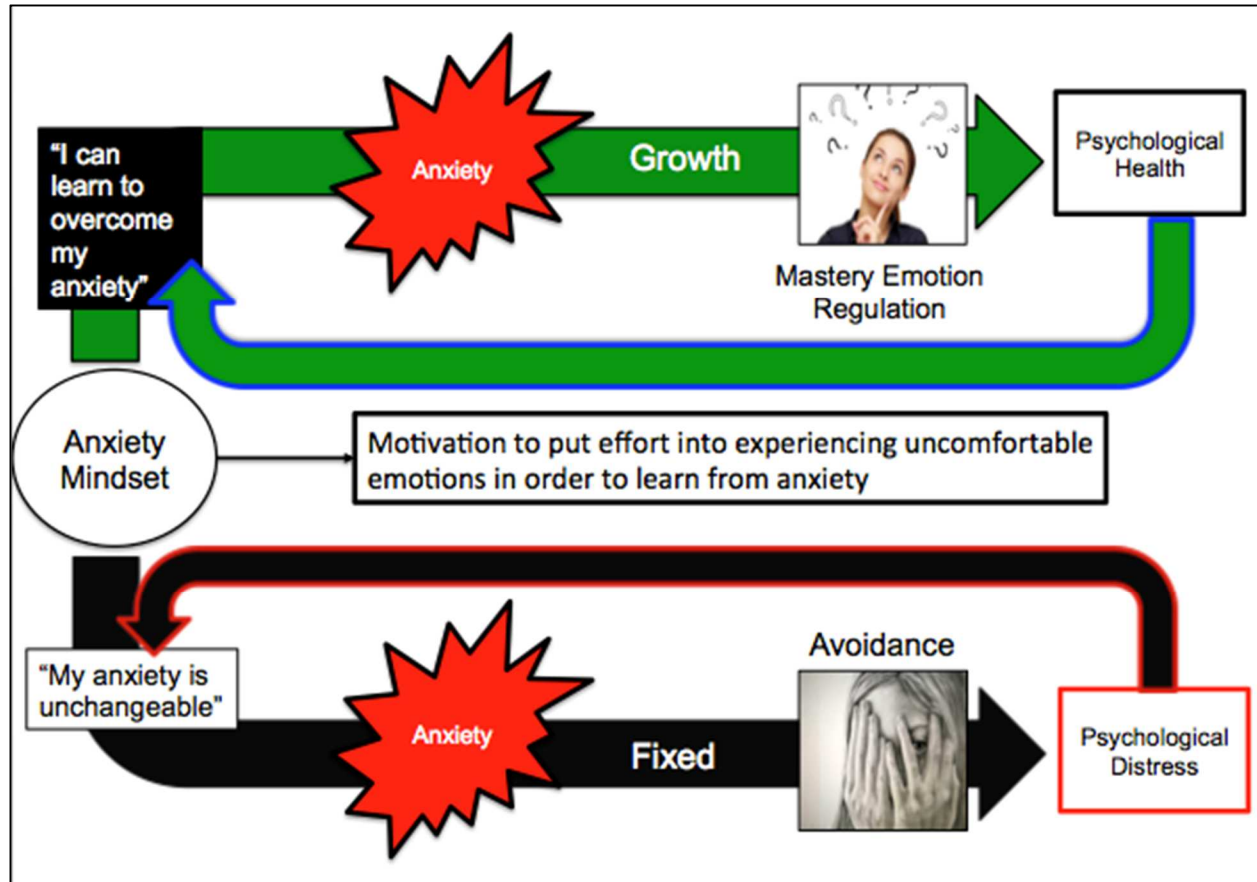 “I can
learn to
overcome
my
anxiety”
Anxiety
Growth
Mastery Emotion
Regulation
Psychological
Health
Anxiety
Mindset
Motivation to put effort into experiencing uncomfortable
emotions in order to learn from anxiety
“My anxiety is
unchangeable”
Anxiety
Fixed
Avoidance
Psychological
Distress